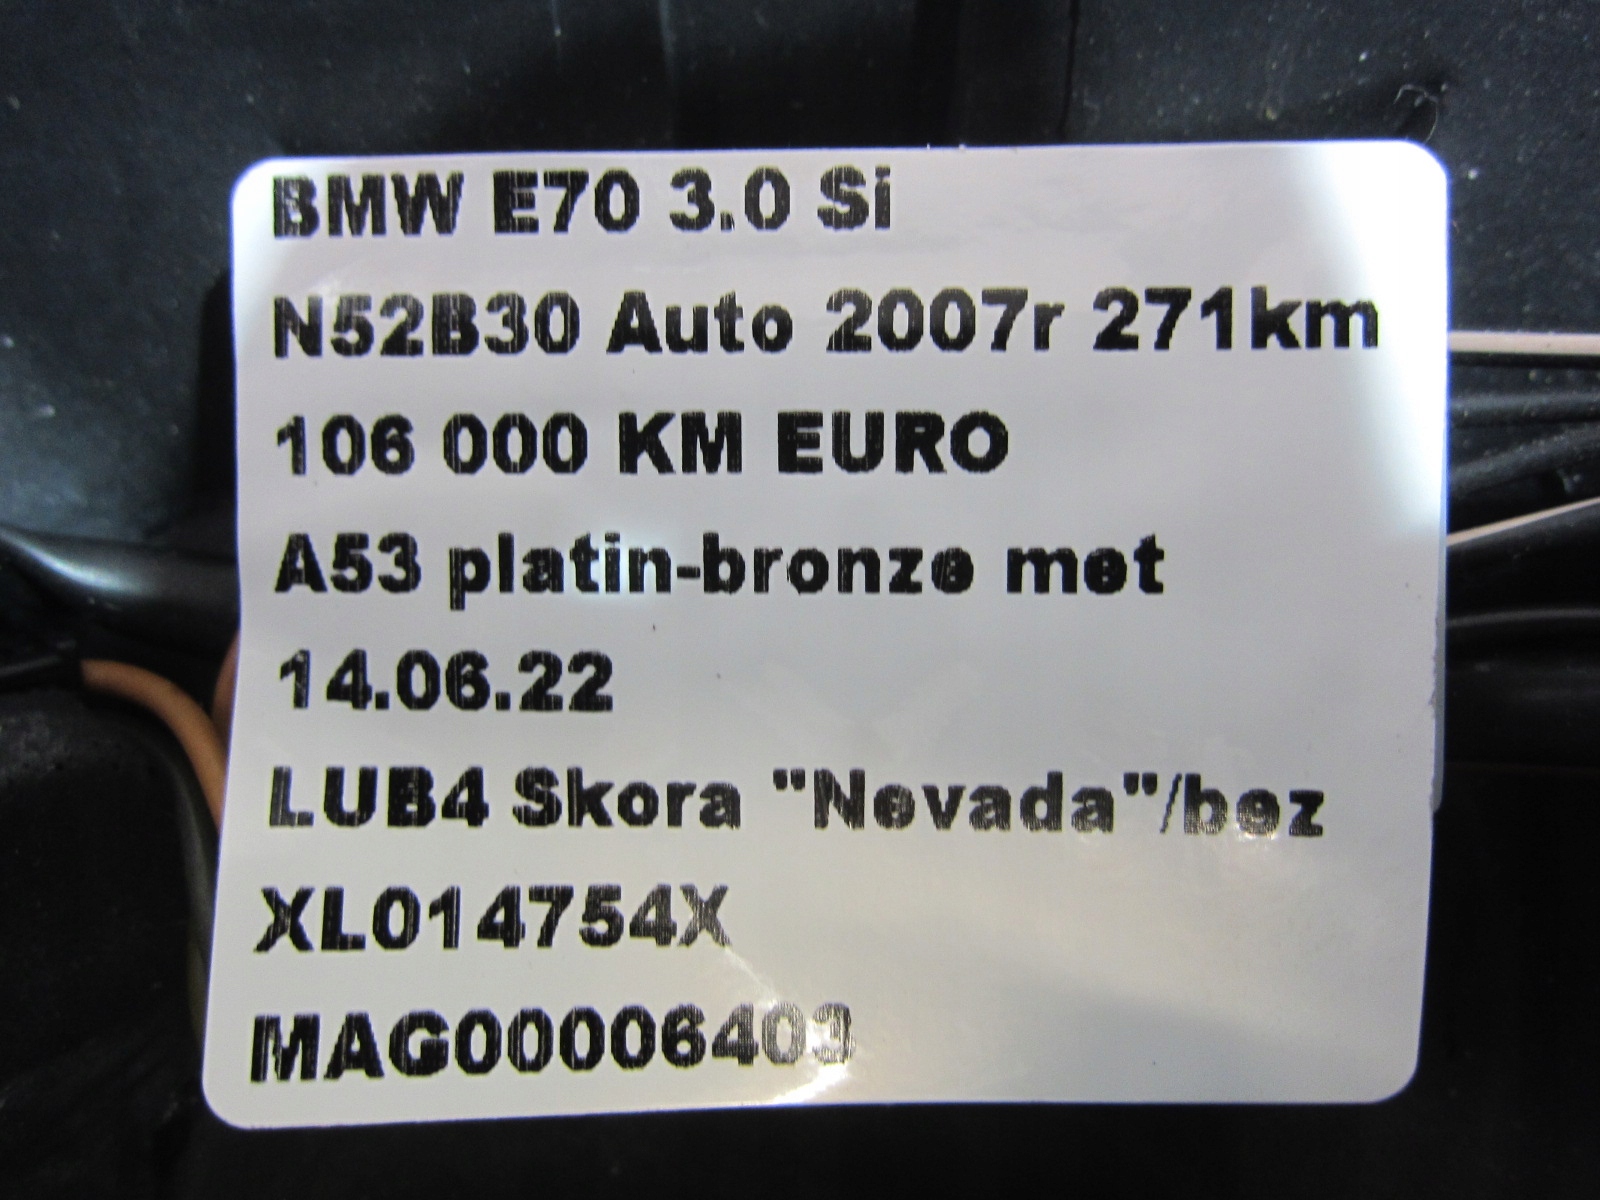 BMW E70 3.0 Si
N52B30 Auto 2007r 271km
106 000 KM EURO
A53 platin-bronze met
14.06.22
LUB4 Skora "Nevada"/bez
XL014754X
MAG00006403